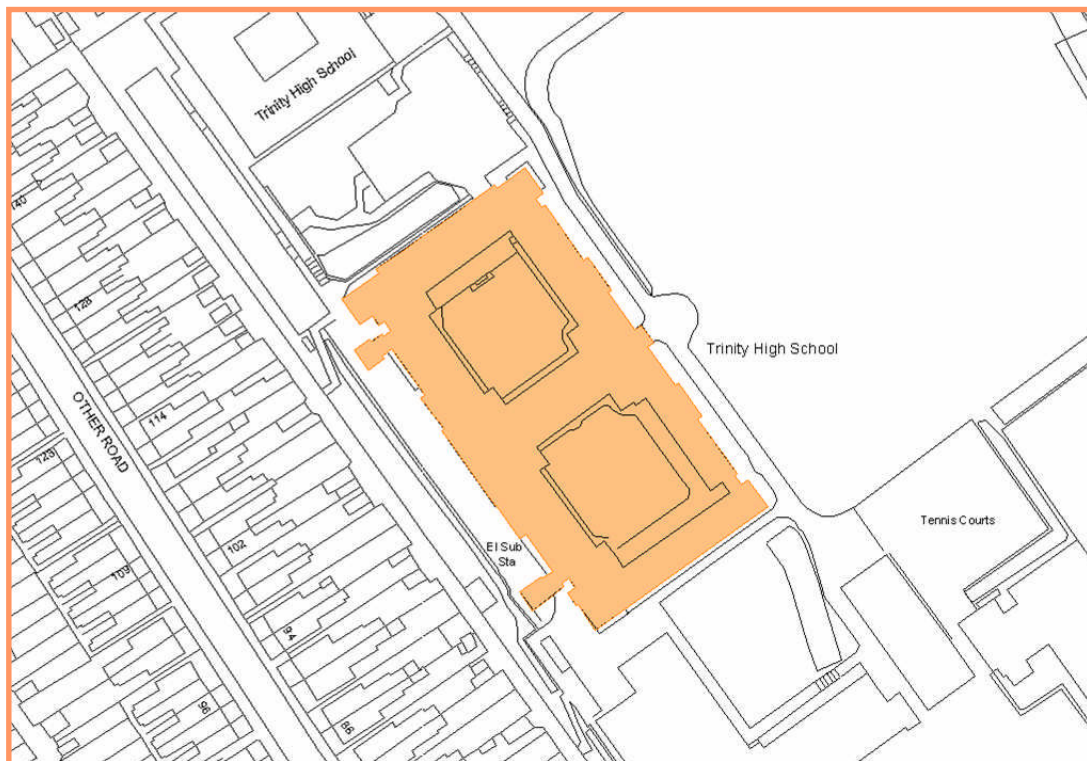 Trinity High School
140
128
114
OTHER ROAD
123
102
109
94
96
86
Trinity High School
El Sub
Sta
Tennis Courts